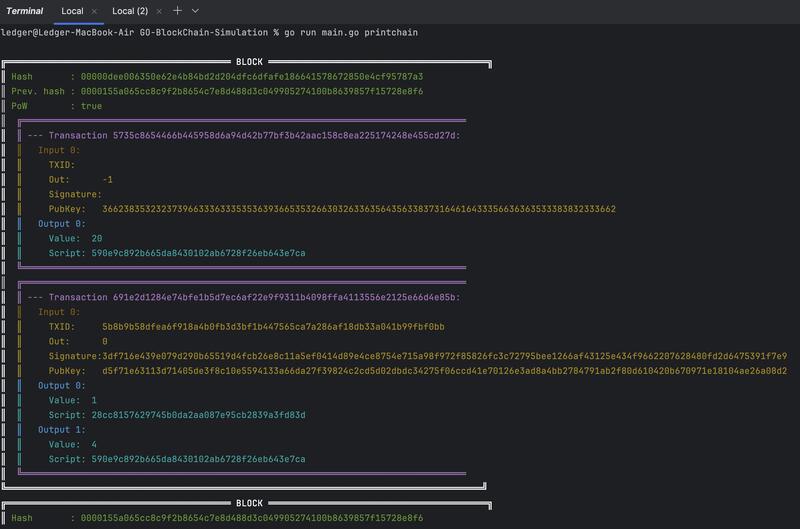 Terminal Local × Local (2) × +
ledger@Ledger-MacBook-Air GO-BlockChain-Simulation % go run main.go printchain
BLOCK
Hash : 00000dee006350e62e4b84bd2d204dfc6dfafe186641578672850e4cf95787a3
Prev. hash : 0000155a065cc8c9f2b8654c7e8d488d3c049905274100b8639857f15728e8f6
PoW : true
--- Transaction 5735c8654466b445958d6a94d42b77bf3b42aac158c8ea225174248e455cd27d:
Input 0:
TXID:
Out: -1
Signature:
PubKey: 36623835323237396633363335353639366535326630326336356435633837316461643335663636353338383233366 2
Output 0:
Value: 20
Script: 590e9c892b665da8430102ab6728f26eb643e7ca
--- Transaction 691e2d1284e74bfe1b5d7ec6af22e9f9311b4098ffa4113556e2125e66d4e85b:
Input 0:
TXID: 5b8b9b58dfea6f918a4b0fb3d3bf1b447565ca7a286af18db33a041b99fbf0bb
Out: 0
Signature:3df716e439e079d290b65519d4fcb26e8c11a5ef0414d89e4ce8754e715a98f972f85826fc3c72795bee1266af43125e434f9662207628480fd2d6475391f7e9
PubKey: d5f71e63113d71405de3f8c10e5594133a66da27f39824c2cd5d02dbdc34275f06ccd41e70126e3ad8a4bb2784791ab2f80d610420b670971e18104ae26a08d2
Output 0:
Value: 1
Script: 28cc8157629745b0da2aa087e95cb2839a3fd83d
Output 1:
Value: 4
Script: 590e9c892b665da8430102ab6728f26eb643e7ca
BLOCK
Hash : 0000155a065cc8c9f2b8654c7e8d488d3c049905274100b8639857f15728e8f6